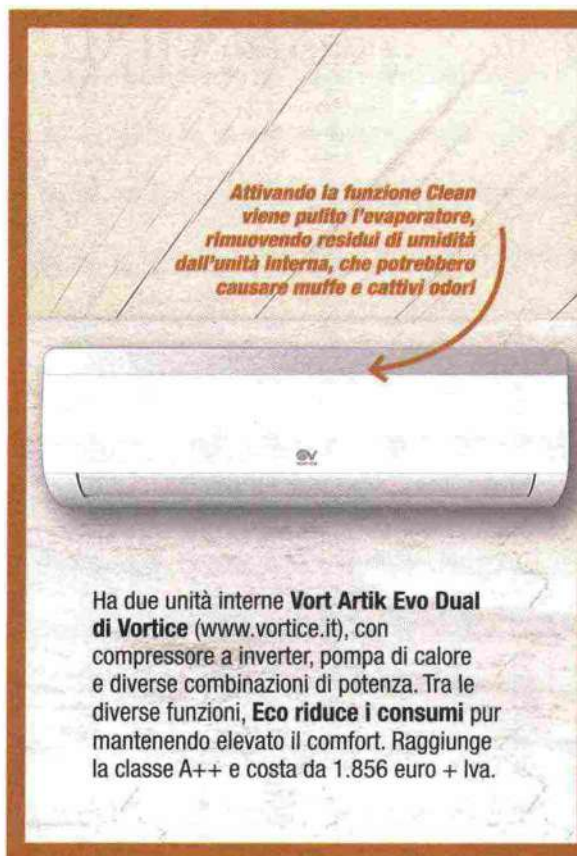 Attivando la funzione Clean
viene pulito l'evaporatore,
rimuovendo residui di umidità
dall'unità interna, che potrebbero
causare muffe e cattivi odori
Ha due unità interne Vort Artik Evo Dual
di Vortice (www.vortice.it), con
compressore a inverter, pompa di calore
e diverse combinazioni di potenza. Tra le
diverse funzioni, Eco riduce i consumi pur
mantenendo elevato il comfort. Raggiunge
la classe A++ e costa da 1.856 euro + Iva.